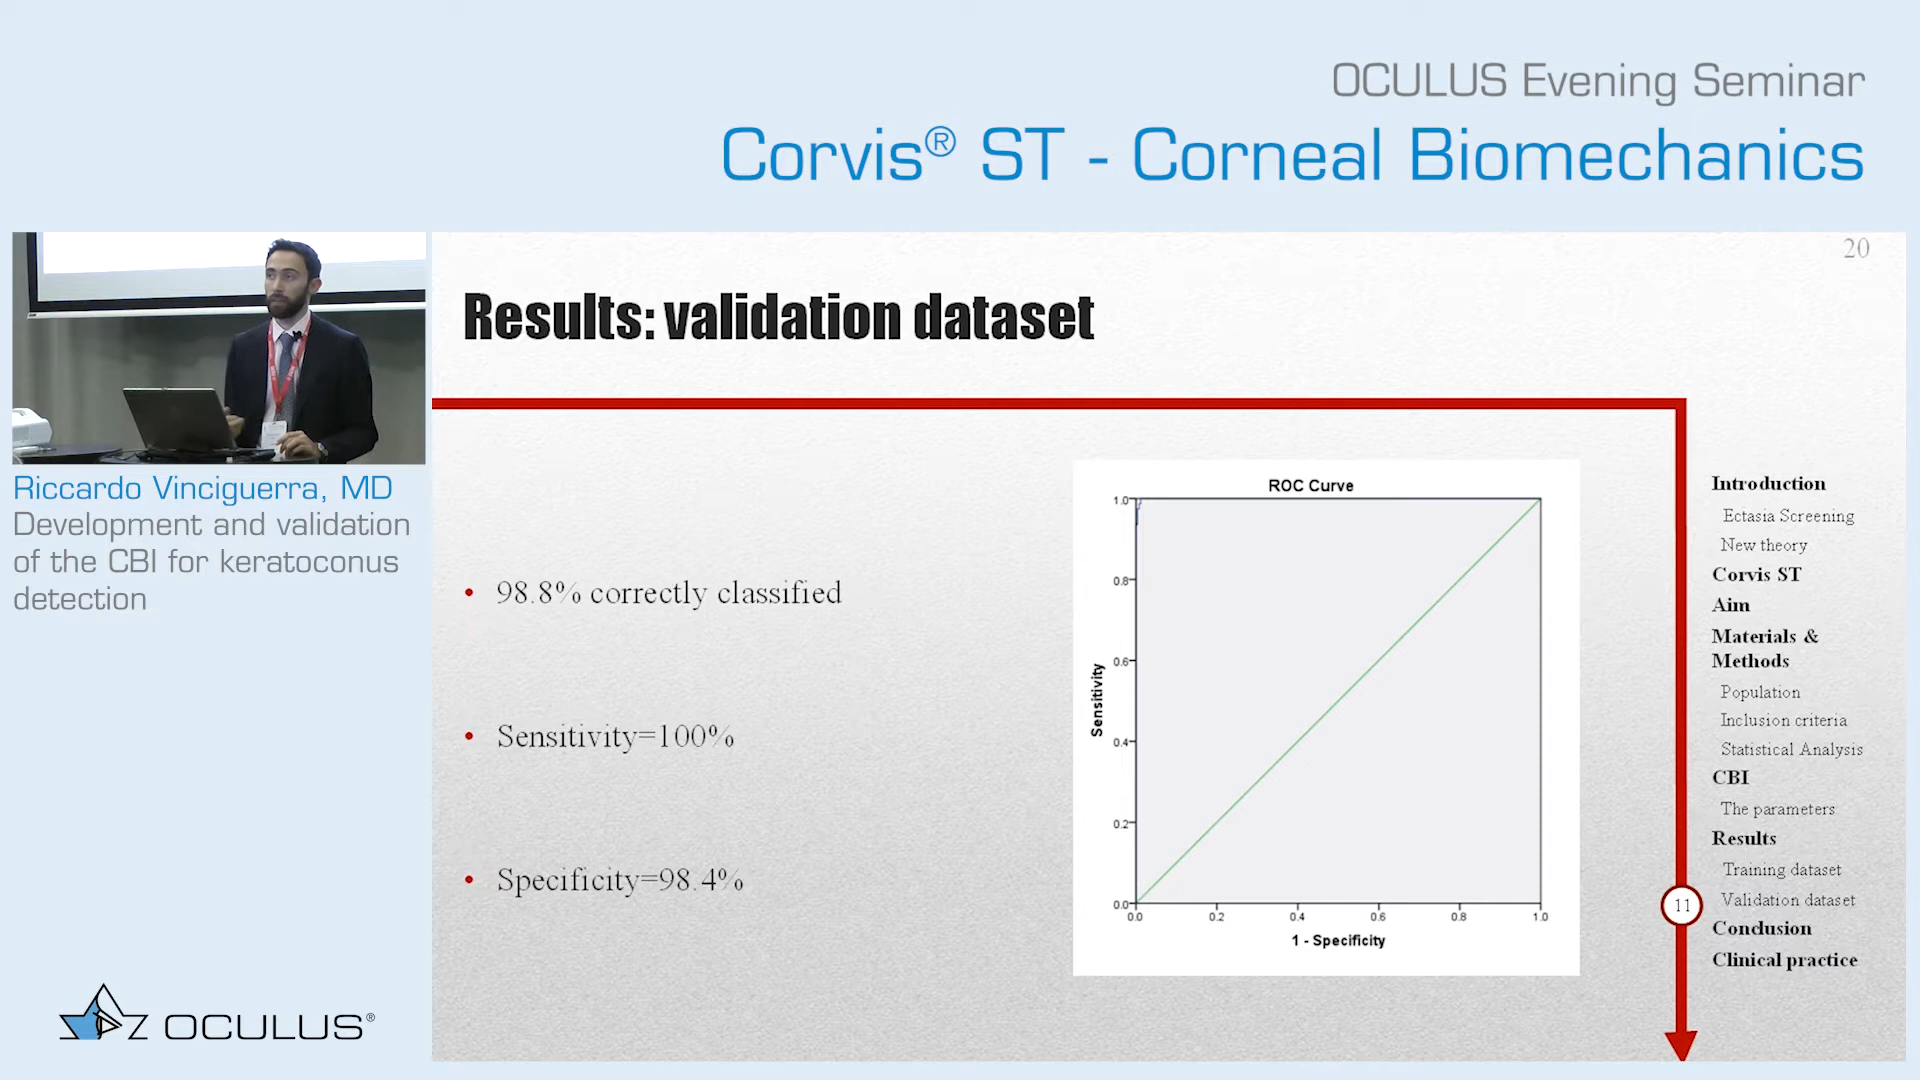 OCULUS Evening Seminar
Corvis® ST - Corneal Biomechanics
Riccardo Vinciguerra, MD
Development and validation
of the CBI for keratoconus
detection
OCULUS®
20
Results: validation dataset
• 98.8% correctly classified
• Sensitivity=100%
• Specificity=98.4%
ROC Curve
Sensitivity
1.0
0.8
0.6
0.4
0.2
0.0
0.0 0.2 0.4 0.6 0.8 1.0
1 - Specificity
Introduction
Ectasia Screening
New theory
Corvis ST
Aim
Materials &
Methods
Population
Inclusion criteria
Statistical Analysis
CBI
The parameters
Results
Training dataset
Validation dataset
11
Conclusion
Clinical practice